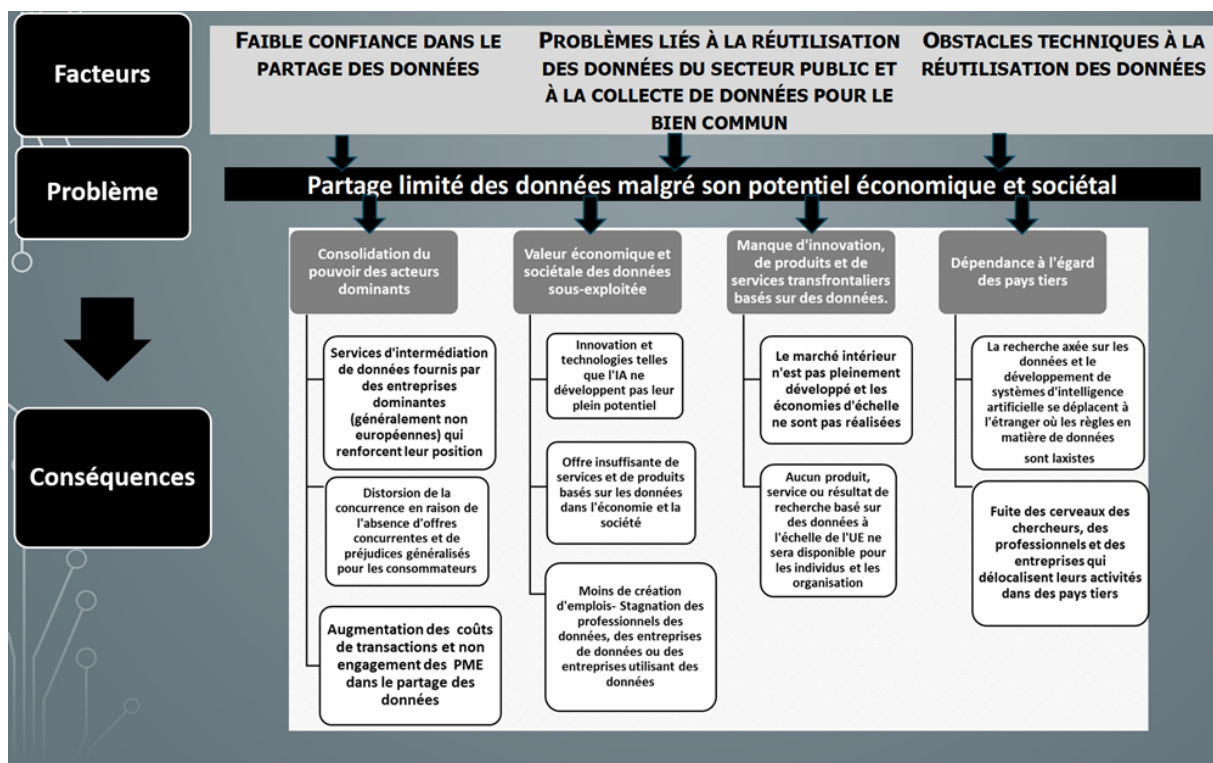 Facteurs
FAIBLE CONFIANCE DANS LE
PARTAGE DES DONNÉES
PROBLÈMES LIÉS À LA RÉUTILISATION
DES DONNÉES DU SECTEUR PUBLIC ET
À LA COLLECTE DE DONNÉES POUR LE
BIEN COMMUN
OBSTACLES TECHNIQUES À LA
RÉUTILISATION DES DONNÉES
Problème
Partage limité des données malgré son potentiel économique et sociétal
Conséquences
Consolidation du
pouvoir des acteurs
dominants
Services d'intermédiation
de données fournis par
des entreprises
dominantes
(généralement non
européennes) qui
renforcent leur position
Distorsion de la
concurrence en raison de
l'absence d'offres
concurrentes et de
préjudices généralisés
pour les consommateurs
Augmentation des coûts
de transactions et non
engagement des PME
dans le partage des
données
Valeur économique et
sociétale des données
sous-exploitée
Innovation et
technologies telles
que l'IA ne
développent pas leur
plein potentiel
Offre insuffisante de
services et de produits
basés sur les données
dans l'économie et la
société
Moins de création
d'emplois- Stagnation des
professionnels des
données, des entreprises
de données ou des
entreprises utilisant des
données
Manque d'innovation,
de produits et de
services transfrontaliers
basés sur des données.
Le marché intérieur
n'est pas pleinement
développé et les
économies d'échelle
ne sont pas réalisées
Aucun produit,
service ou résultat de
recherche basé sur
des données à
l'échelle de l'UE ne
sera disponible pour
les individus et les
organisation
Dépendance à l'égard
des pays tiers
La recherche axée sur les
données et le
développement de
systèmes d'intelligence
artificielle se déplacent à
l'étranger où les règles en
matière de données
sont laxistes
Fuite des cerveaux des
chercheurs, des
professionnels et des
entreprises qui
délocalisent leurs activités
dans des pays tiers